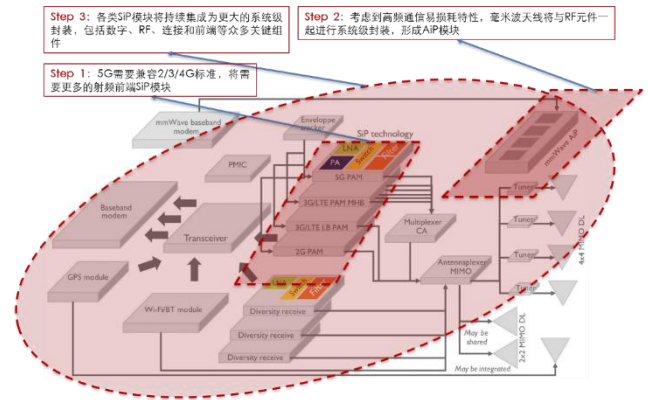 Step 3：各类SiP模块将持续集成为更大的系统级
封装，包括数字、RF、连接和前端等众多关键组
件
Step 2：考虑到高频通信易损耗特性，毫米波天线将与RF元件一
起进行系统级封装，形成AiP模块
Step 1：5G需要兼容2/3/4G标准，将需
要更多的射频前端SiP模块
mmWave baseband
modem
Enveloppe
tracker
SiP technology
mmWave AiP
LNA
PA
Switch
Filter
PMIC
5G PAM
Baseband
modem
3G/LTE PAM MHB
Tuner
Transceiver
3G/LTE LB PAM
Multiplexer
CA
Tuner
2G PAM
4x4 MIMO DL
Antennaplexer
MIMO
Tuner
GPS module
LNA
Switch
Filter
Tuner
Wi-Fi/BT module
Diversity receive
Diversity receive
Diversity receive
May be
shared
2x2 MIMO DL
May be integrated